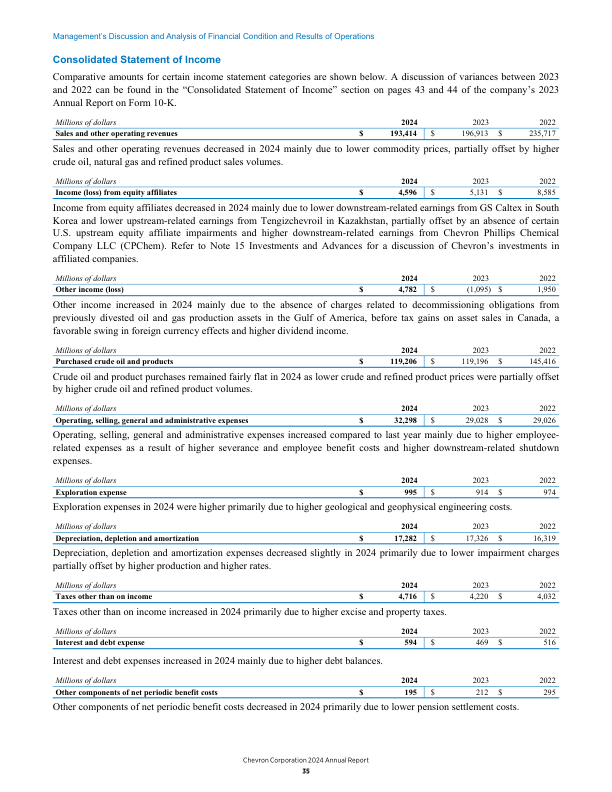 Management's Discussion and Analysis of Financial Condition and Results of Operations
Consolidated Statement of Income
Comparative amounts for certain income statement categories are shown below. A discussion of variances between 2023
and 2022 can be found in the “Consolidated Statement of Income” section on pages 43 and 44 of the company's 2023
Annual Report on Form 10-K.
Millions of dollars 2024 2023 2022
Sales and other operating revenues $ 193,414 $ 196,913 $ 235,717
Sales and other operating revenues decreased in 2024 mainly due to lower commodity prices, partially offset by higher
crude oil, natural gas and refined product sales volumes.
Millions of dollars 2024 2023 2022
Income (loss) from equity affiliates $ 4,596 $ 5,131 $ 8,585
Income from equity affiliates decreased in 2024 mainly due to lower downstream-related earnings from GS Caltex in South
Korea and lower upstream-related earnings from Tengizchevroil in Kazakhstan, partially offset by an absence of certain
U.S. upstream equity affiliate impairments and higher downstream-related earnings from Chevron Phillips Chemical
Company LLC (CPChem). Refer to Note 15 Investments and Advances for a discussion of Chevron's investments in
affiliated companies.
Millions of dollars 2024 2023 2022
Other income (loss) $ 4,782 $ (1,095) $ 1,950
Other income increased in 2024 mainly due to the absence of charges related to decommissioning obligations from
previously divested oil and gas production assets in the Gulf of America, before tax gains on asset sales in Canada, a
favorable swing in foreign currency effects and higher dividend income.
Millions of dollars 2024 2023 2022
Purchased crude oil and products $ 119,206 $ 119,196 $ 145,416
Crude oil and product purchases remained fairly flat in 2024 as lower crude and refined product prices were partially offset
by higher crude oil and refined product volumes.
Millions of dollars 2024 2023 2022
Operating, selling, general and administrative expenses $ 32,298 $ 29,028 $ 29,026
Operating, selling, general and administrative expenses increased compared to last year mainly due to higher employee-
related expenses as a result of higher severance and employee benefit costs and higher downstream-related shutdown
expenses.
Millions of dollars 2024 2023 2022
Exploration expense $ 995 $ 914 $ 974
Exploration expenses in 2024 were higher primarily due to higher geological and geophysical engineering costs.
Millions of dollars 2024 2023 2022
Depreciation, depletion and amortization $ 17,282 $ 17,326 $ 16,319
Depreciation, depletion and amortization expenses decreased slightly in 2024 primarily due to lower impairment charges
partially offset by higher production and higher rates.
Millions of dollars 2024 2023 2022
Taxes other than on income $ 4,716 $ 4,220 $ 4,032
Taxes other than on income increased in 2024 primarily due to higher excise and property taxes.
Millions of dollars 2024 2023 2022
Interest and debt expense $ 594 $ 469 $ 516
Interest and debt expenses increased in 2024 mainly due to higher debt balances.
Millions of dollars 2024 2023 2022
Other components of net periodic benefit costs $ 195 $ 212 $ 295
Other components of net periodic benefit costs decreased in 2024 primarily due to lower pension settlement costs.
Chevron Corporation 2024 Annual Report
35